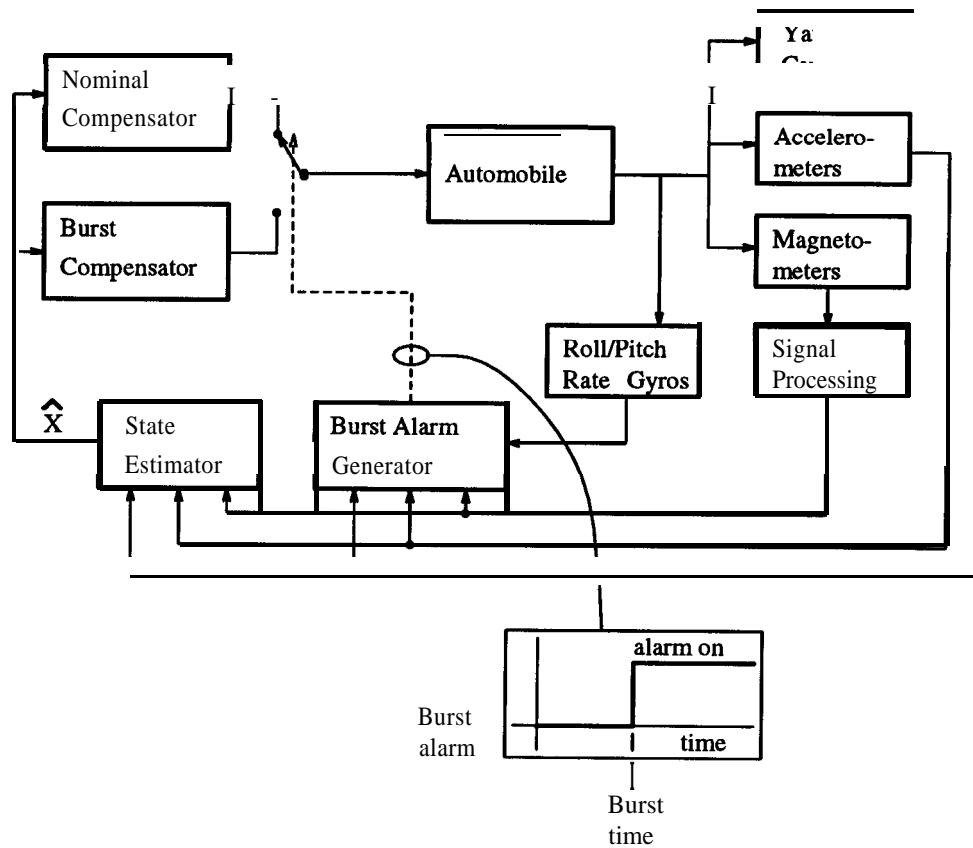 Ya
Nominal
Compensator
Accelero-
meters
Automobile
Burst
Compensator
Magneto-
meters
Roll/Pitch
Rate Gyros
Signal
Processing
X̂
State
Estimator
Burst Alarm
Generator
alarm on
time
Burst
alarm
Burst
time